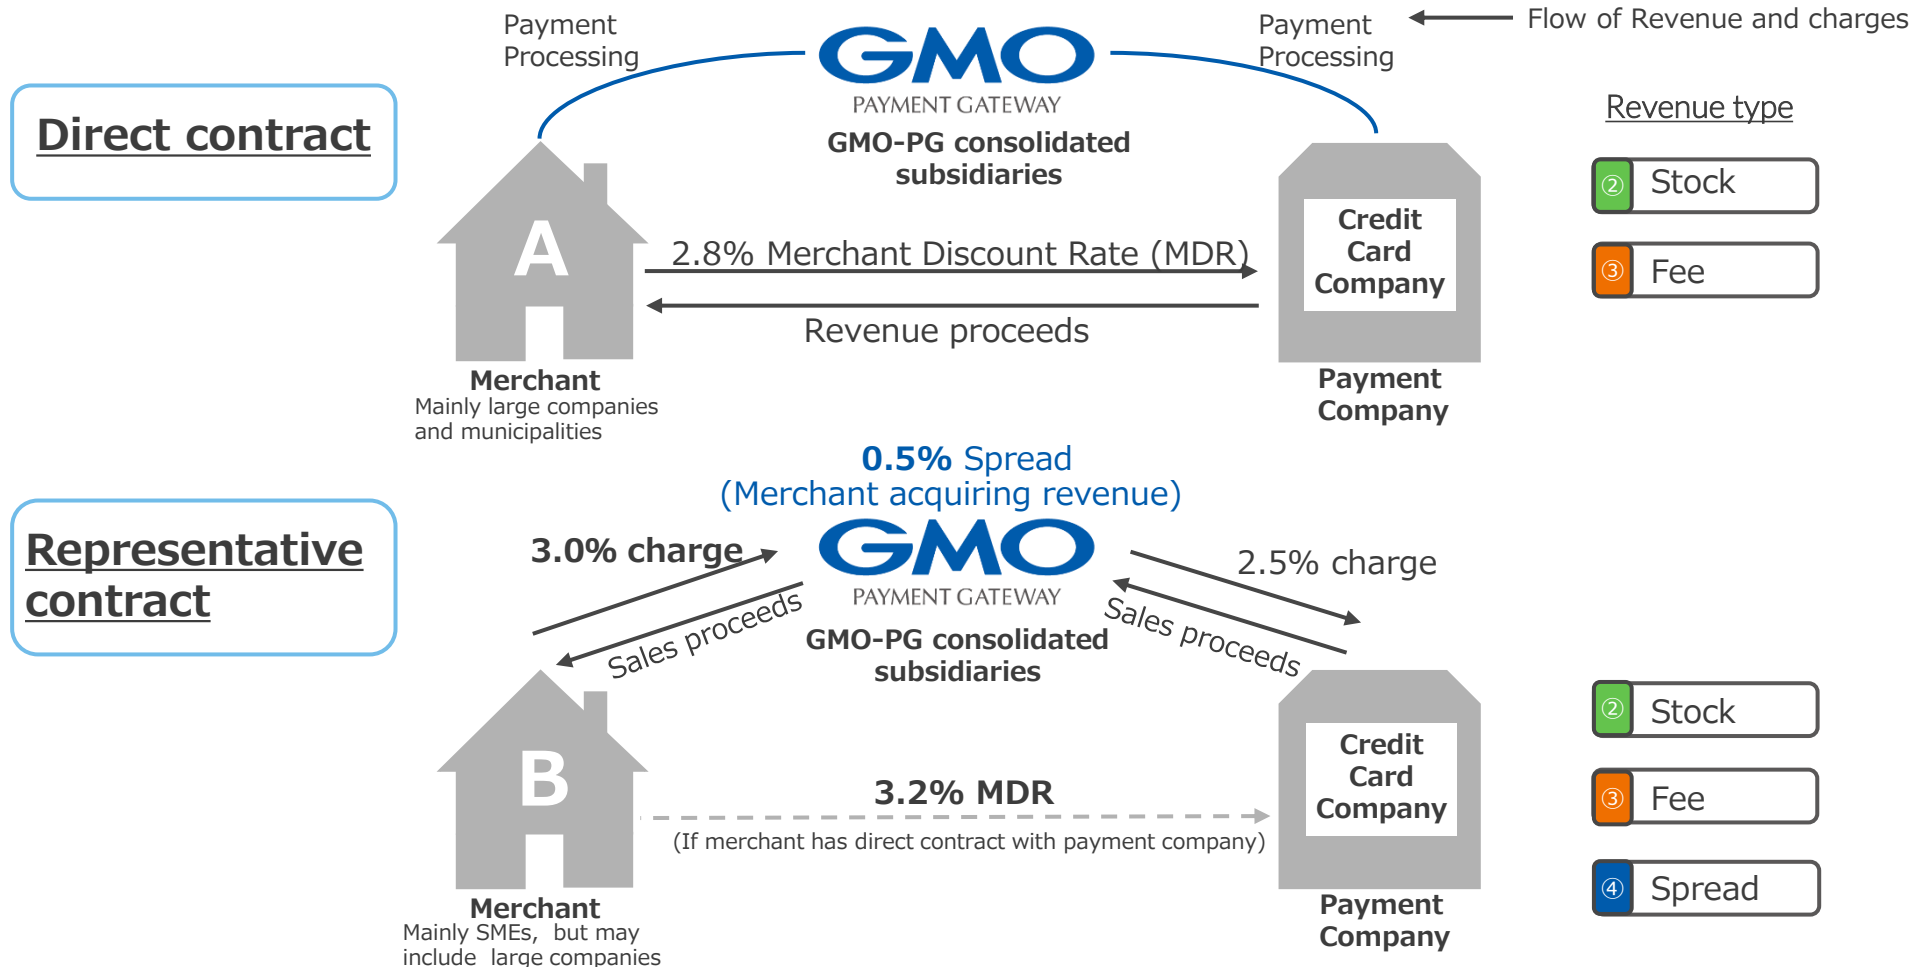 Payment
Processing
GMO
PAYMENT GATEWAY
GMO-PG consolidated
subsidiaries
Payment
Processing
Flow of Revenue and charges
Direct contract
Revenue type
② Stock
③ Fee
A
2.8% Merchant Discount Rate (MDR)
Revenue proceeds
Credit
Card
Company
Merchant
Mainly large companies
and municipalities
Payment
Company
0.5% Spread
(Merchant acquiring revenue)
Representative
contract
3.0% charge
Sales proceeds
GMO
PAYMENT GATEWAY
GMO-PG consolidated
subsidiaries
2.5% charge
Sales proceeds
B
3.2% MDR
(If merchant has direct contract with payment company)
Credit
Card
Company
② Stock
③ Fee
④ Spread
Merchant
Mainly SMEs, but may
include large companies
Payment
Company